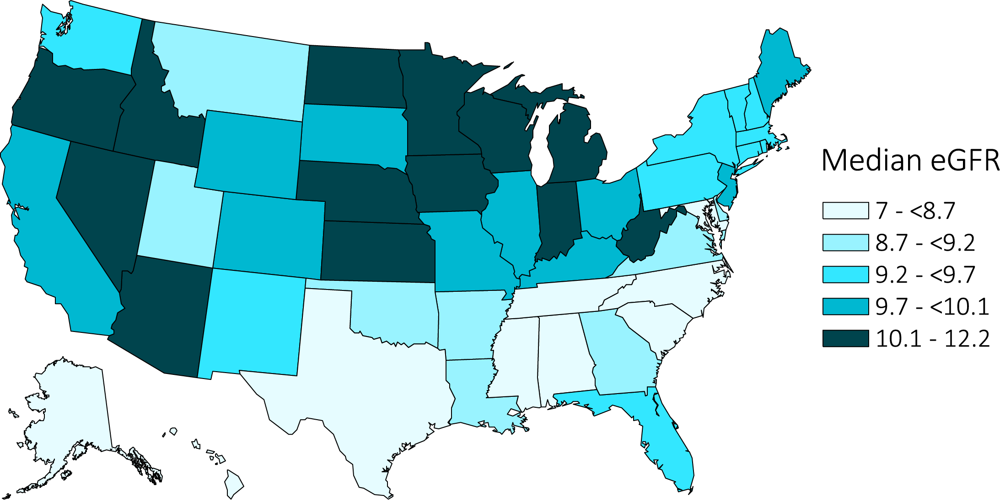 Median eGFR
7 - <8.7
8.7 - <9.2
9.2 - <9.7
9.7 - <10.1
10.1 - 12.2